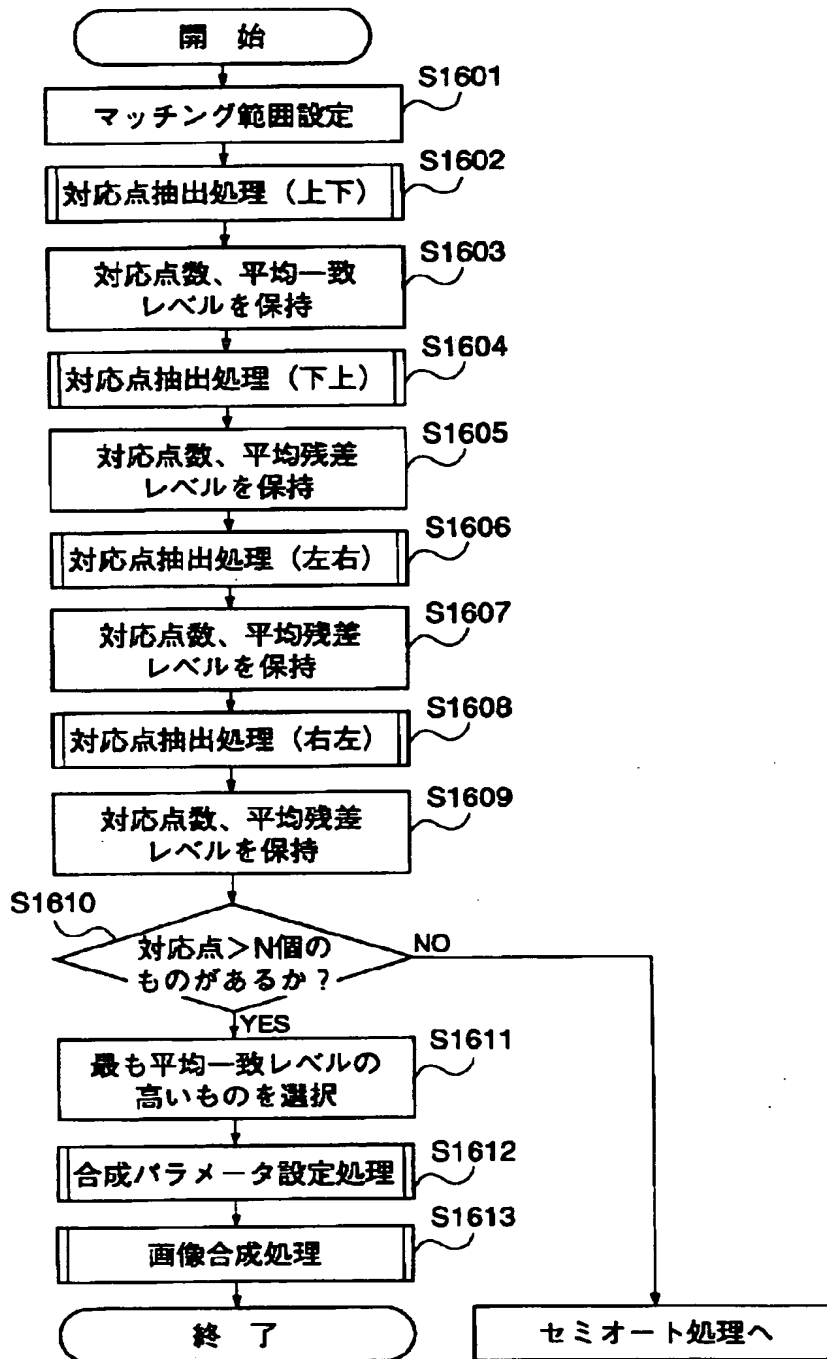 開 始
S1601
マッチング範囲設定
S1602
対応点抽出処理（上下）
S1603
対応点数、平均一致
レベルを保持
S1604
対応点抽出処理（下上）
S1605
対応点数、平均残差
レベルを保持
S1606
対応点抽出処理（左右）
S1607
対応点数、平均残差
レベルを保持
S1608
対応点抽出処理（右左）
S1609
対応点数、平均残差
レベルを保持
S1610
対応点＞N個の
ものがあるか？
NO
YES
S1611
最も平均一致レベルの
高いものを選択
S1612
合成パラメータ設定処理
S1613
画像合成処理
終 了
セミオート処理へ